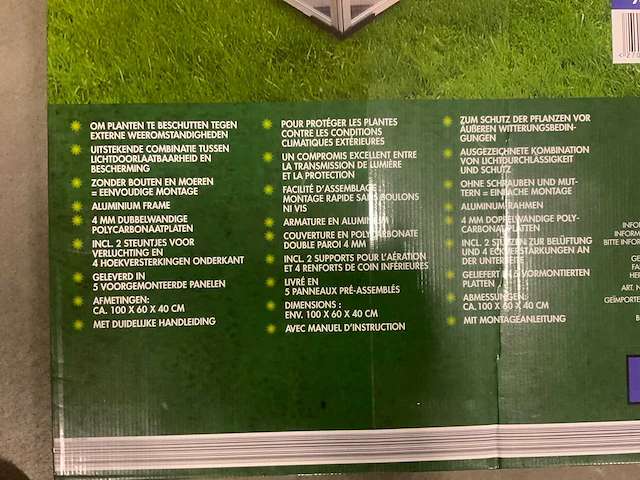 OM PLANTEN TE BESCHUTTEN TEGEN
EXTERNE WEEROMSTANDIGHEDEN
UITSTEKENDE COMBINATIE TUSSEN
LICHTDOORLAATBAARHEID EN
BESCHERMING
ZONDER BOUTEN EN MOEREN
= EENVOUDIGE MONTAGE
ALUMINIUM FRAME
4 MM DUBBELWANDIGE
POLYCARBONAATPLATEN
INCL. 2 STEUNTJES VOOR
VERLUCHTING EN
4 HOEKVERSTERKINGEN ONDERKANT
GELEVERD IN
5 VOORGEMONTEERDE PANELEN
AFMETINGEN:
CA. 100 X 60 X 40 CM
MET DUIDELIJKE HANDLEIDING
POUR PROTÉGER LES PLANTES
CONTRE LES CONDITIONS
CLIMATIQUES EXTÉRIEURES
UN COMPROMIS EXCELLENT ENTRE
LA TRANSMISSION DE LUMIÈRE
ET LA PROTECTION
FACILITÉ D'ASSEMBLAGE
MONTAGE RAPIDE SANS BOULONS
NI VIS
ARMATURE EN ALUMINIUM
COUVERTURE EN POLYCARBONATE
DOUBLE PAROI 4 MM
INCL. 2 SUPPORTS POUR L'AÉRATION
ET 4 RENFORTS DE COIN INFÉRIEURES
LIVRÉ EN
5 PANNEAUX PRÉ-ASSEMBLÉS
DIMENSIONS :
ENV. 100 X 60 X 40 CM
AVEC MANUEL D'INSTRUCTION
ZUM SCHUTZ DER PFLANZEN VOR
ÄUßEREN WITTERUNGSBEDIN-
GUNGEN
AUSGEZEICHNETE KOMBINATION
VON LICHTDURCHLÄSSIGKEIT
UND SCHUTZ
OHNE SCHRAUBEN UND MUT-
TERN = EINFACHE MONTAGE
ALUMINIUMRAHMEN
4 MM DOPPELWANDIGE POLY-
CARBONATPLATTEN
INCL. 2 STÜTZEN ZUR BELÜFTUNG
UND 4 ECKVERSTÄRKUNGEN AN
DER UNTERSEITE
GELIEFERT IN 5 VORMONTIERTEN
PLATTEN
ABMESSUNGEN:
CA. 100 X 60 X 40 CM
MIT MONTAGEANLEITUNG
INFOR
INFORM
BITTE INFOR
ART. N
GEÏMPORTE